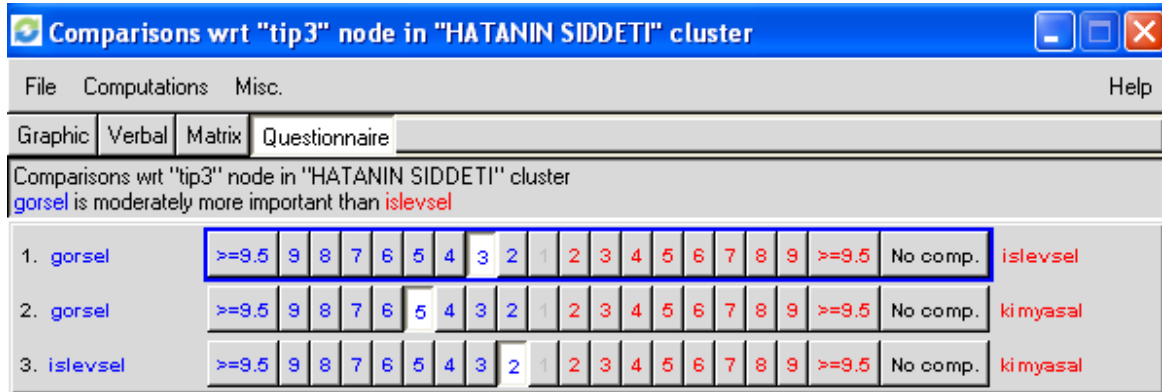 Comparisons wrt "tip3" node in "HATANIN SIDDETI" cluster
File Computations Misc. Help
Graphic Verbal Matrix Questionnaire
Comparisons wrt "tip3" node in "HATANIN SIDDETI" cluster
gorsel is moderately more important than islevsel
1. gorsel >=9.5 9 8 7 6 5 4 3 2 1 2 3 4 5 6 7 8 9 >=9.5 No comp. islevsel
2. gorsel >=9.5 9 8 7 6 5 4 3 2 1 2 3 4 5 6 7 8 9 >=9.5 No comp. kimyasal
3. islevsel >=9.5 9 8 7 6 5 4 3 2 1 2 3 4 5 6 7 8 9 >=9.5 No comp. kimyasal